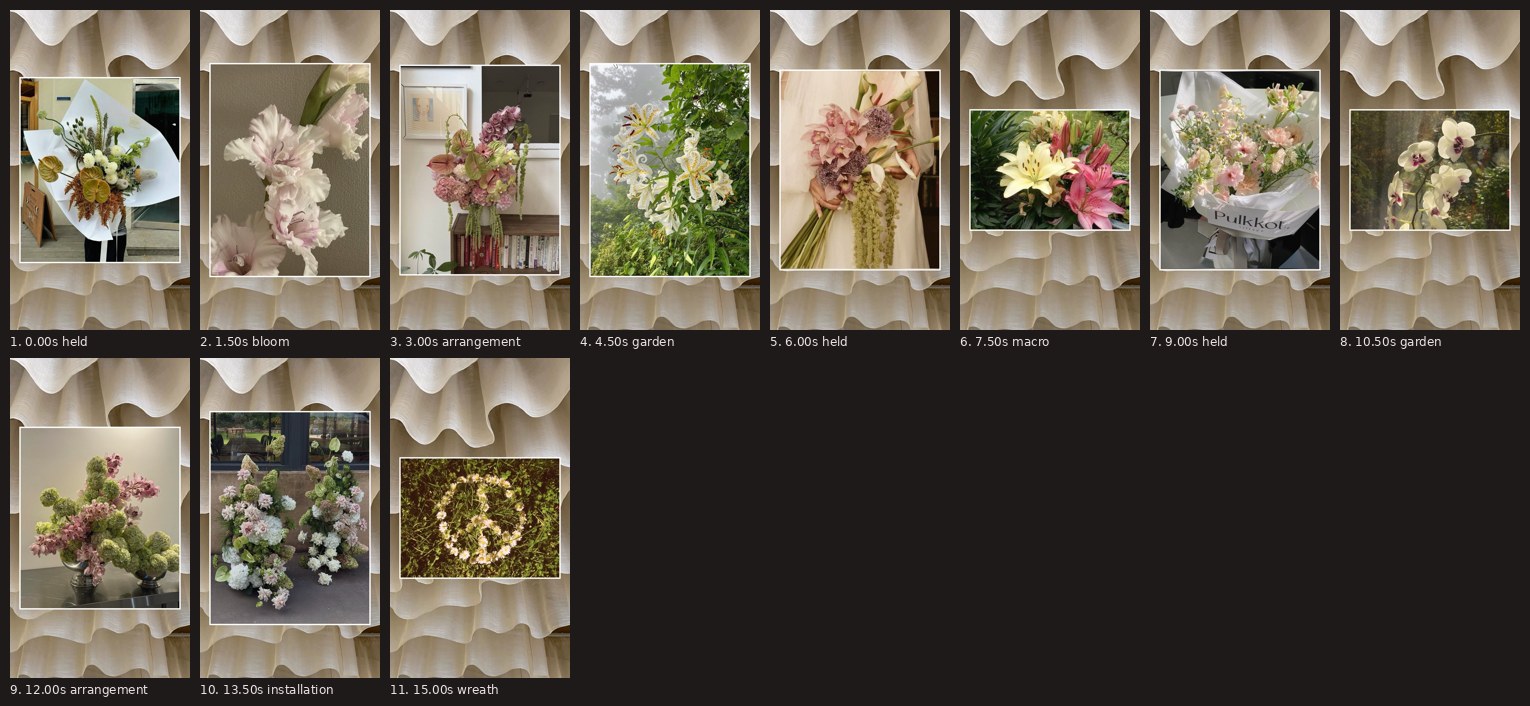 Pulkkot
1. 0.00s held
2. 1.50s bloom
3. 3.00s arrangement
4. 4.50s garden
5. 6.00s held
6. 7.50s macro
7. 9.00s held
8. 10.50s garden
9. 12.00s arrangement
10. 13.50s installation
11. 15.00s wreath